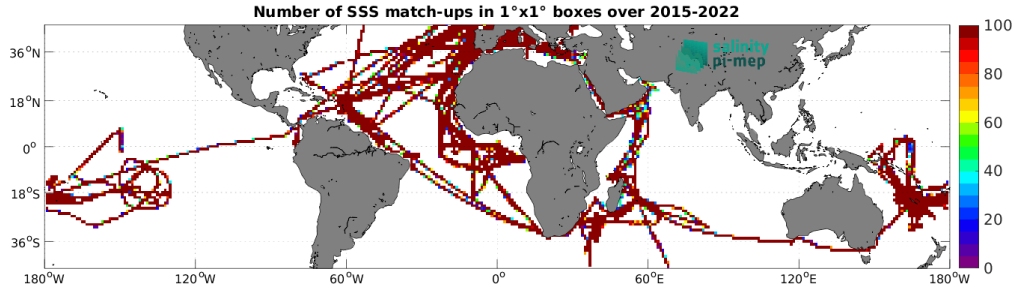 Number of SSS match-ups in 1°x1° boxes over 2015-2022
36°N
18°N
0°
18°S
36°S
180°W
120°W
60°W
0°
60°E
120°E
180°W
salinity
pi-mep
100
80
60
40
20
0